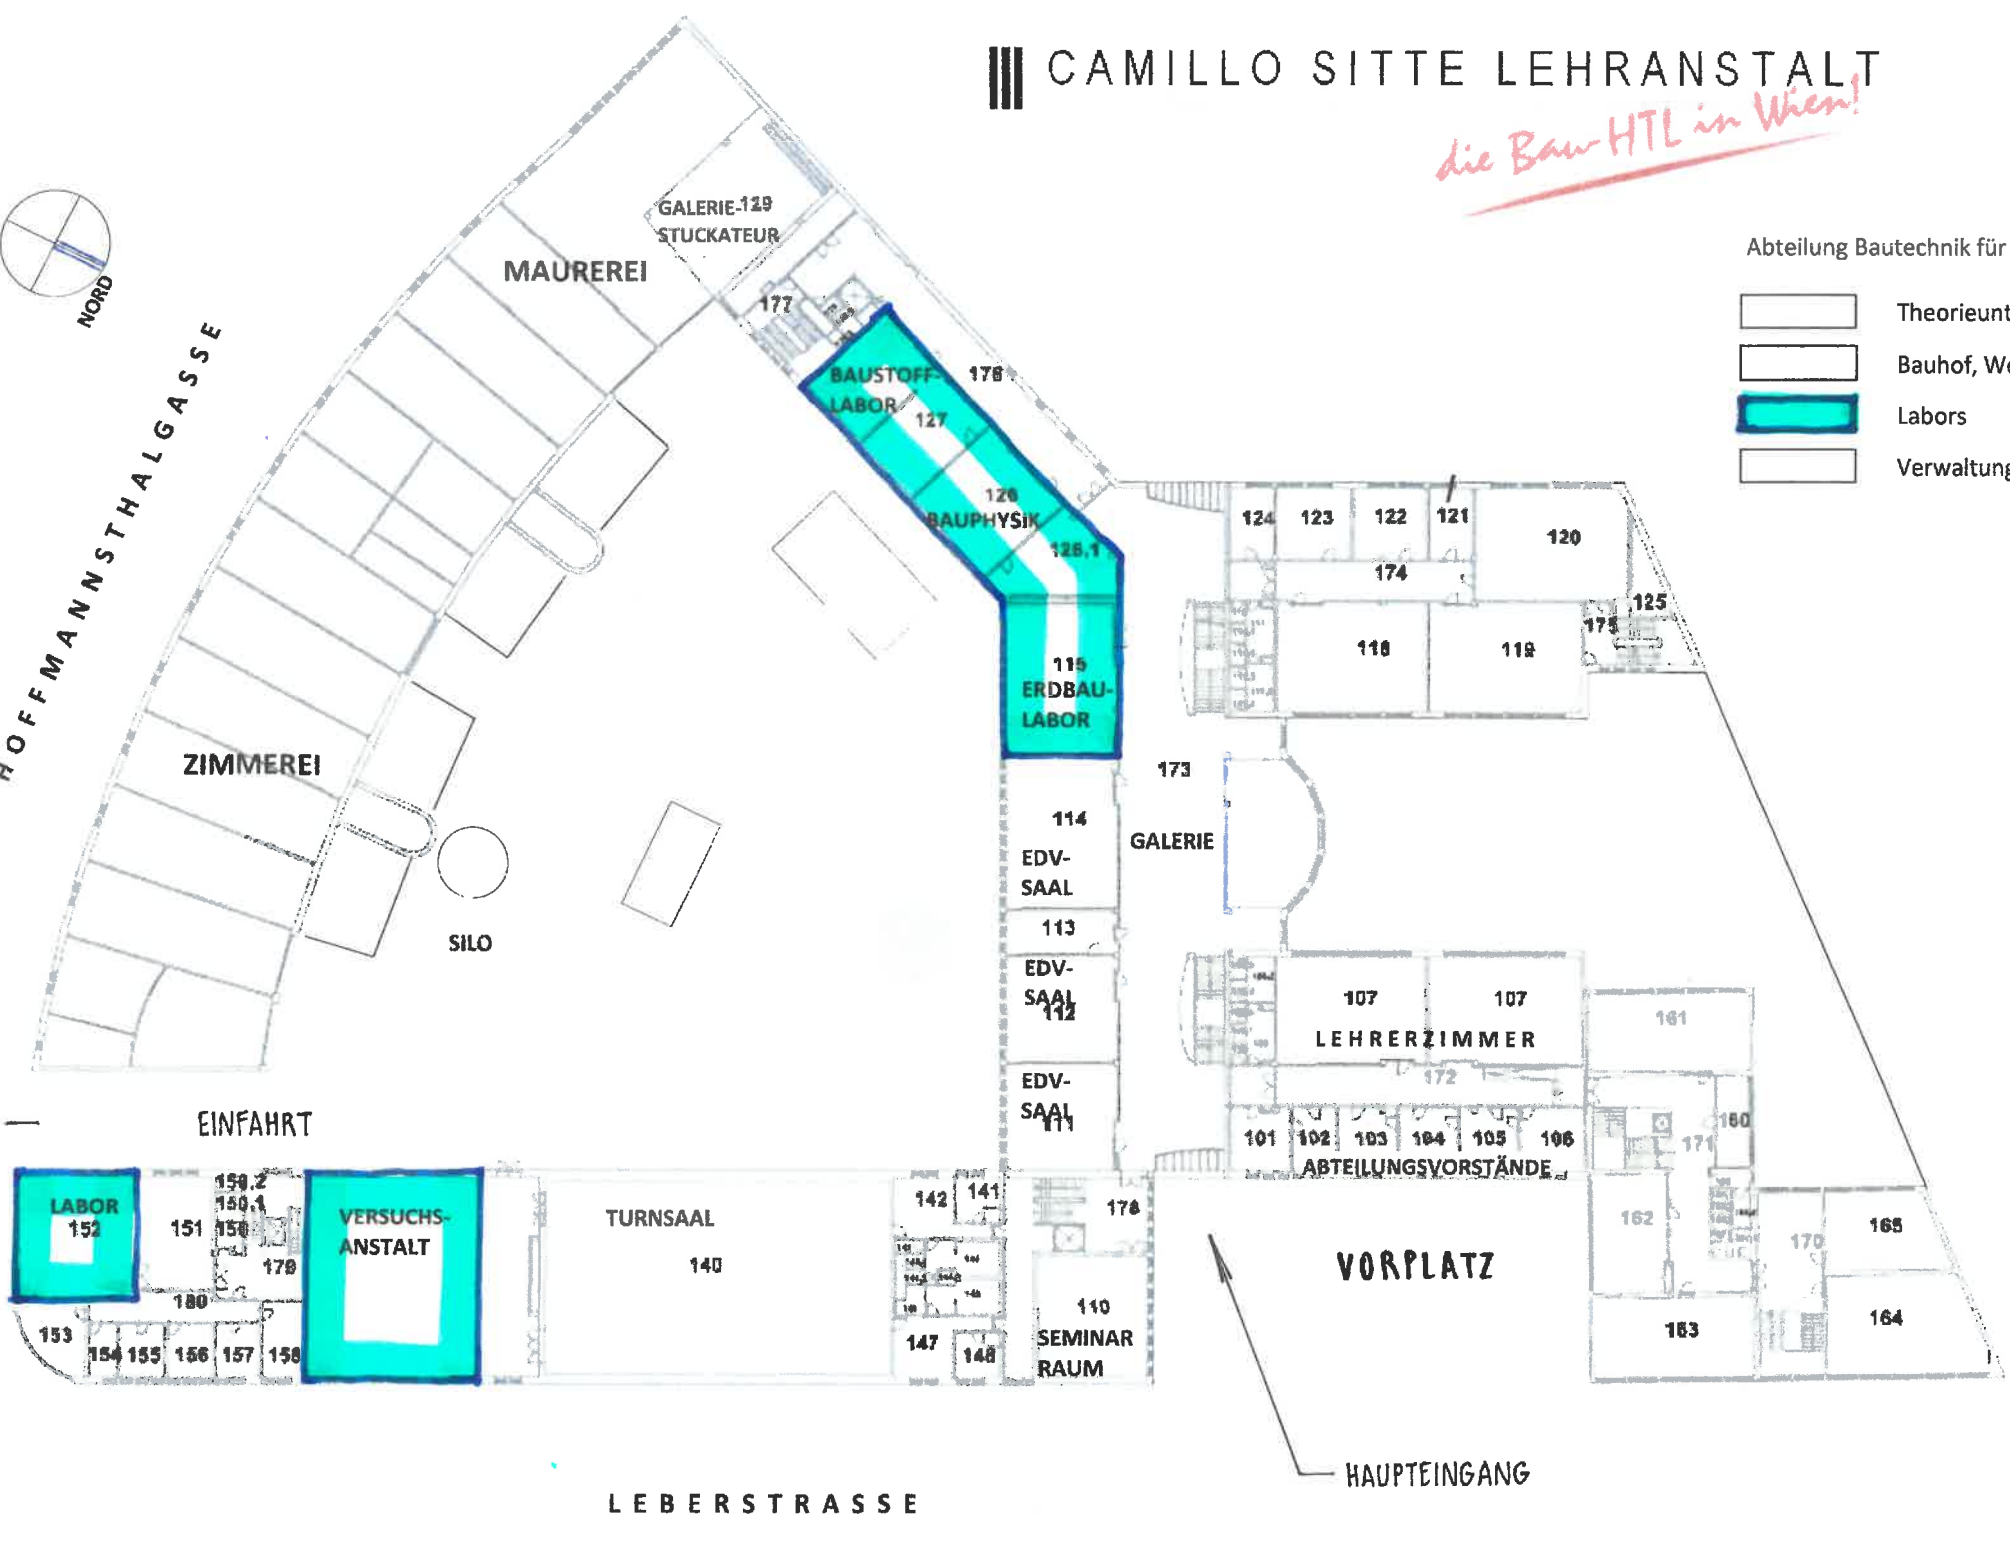 CAMILLO SITTE LEHRANSTALT
die Bau-HTL in Wien!
Abteilung Bautechnik für
Theorieunt
Bauhof, We
Labors
Verwaltung
NORD
HOFFMANNSTHALGASSE
GALERIE-129
STUCKATEUR
MAUREREI
177
BAUSTOFF-
LABOR
127
176
126
BAUPHYSIK
126,1
115
ERDBAU-
LABOR
124
123
122
121
120
174
125
175
118
119
173
GALERIE
ZIMMEREI
SILO
114
EDV-
SAAL
113
EDV-
SAAL
112
EDV-
SAAL
111
107
107
LEHRERZIMMER
172
161
160
171
101
102
103
104
105
106
ABTEILUNGSVORSTÄNDE
EINFAHRT
LABOR
152
151
150,2
150,1
150
179
180
153
154
155
156
157
158
VERSUCHS-
ANSTALT
TURNSAAL
140
142
141
147
148
178
110
SEMINAR
RAUM
VORPLATZ
162
170
165
163
164
HAUPTEINGANG
LEBERSTRASSE